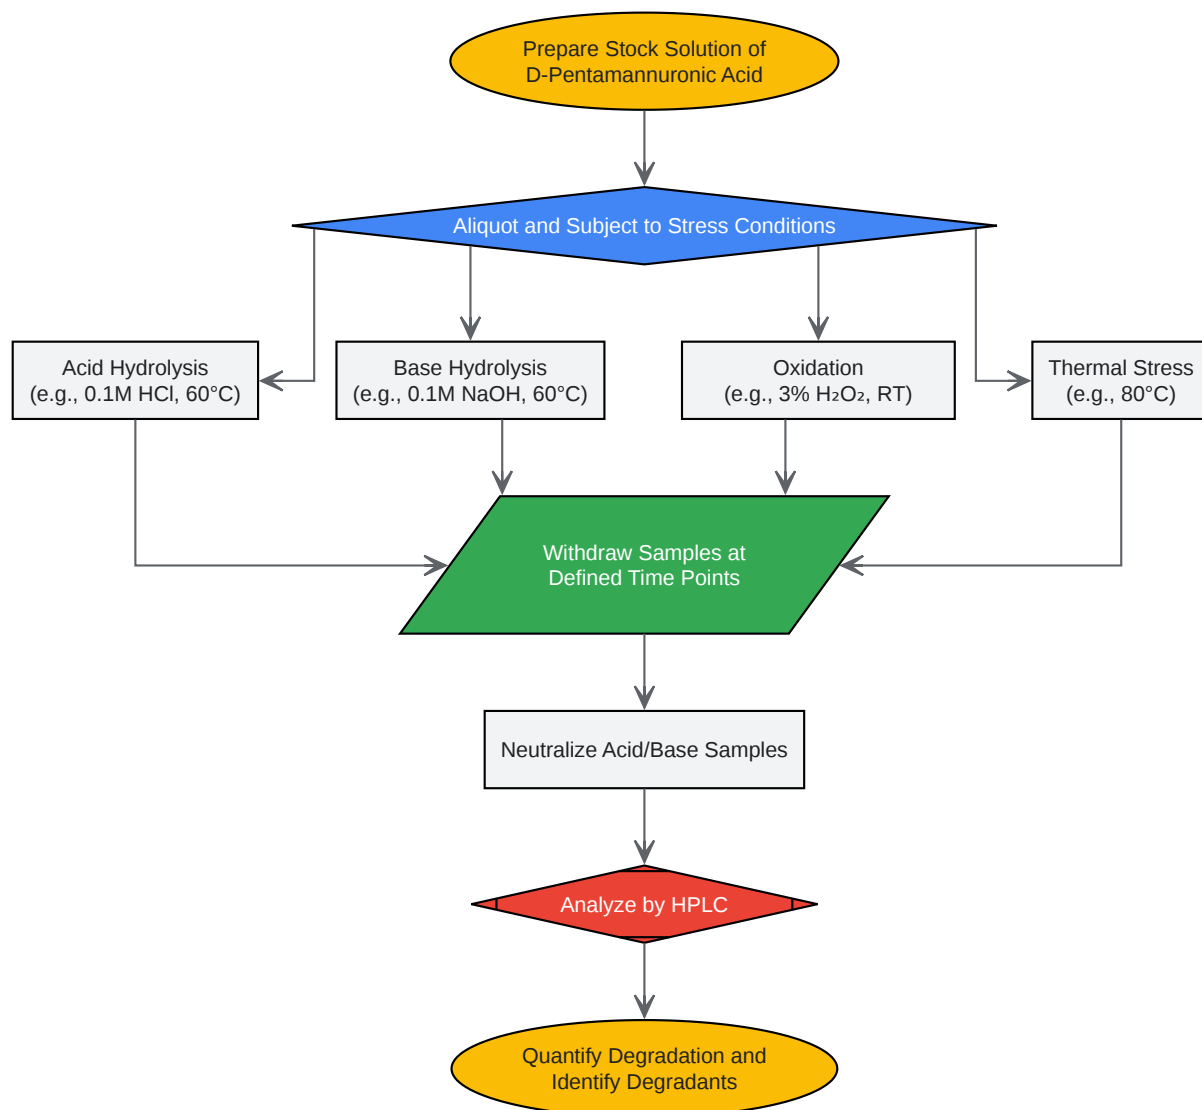 Prepare Stock Solution of
D-Pentamannuronic Acid
Aliquot and Subject to Stress Conditions
Acid Hydrolysis
(e.g., 0.1M HCl, 60°C)
Base Hydrolysis
(e.g., 0.1M NaOH, 60°C)
Oxidation
(e.g., 3% H₂O₂, RT)
Thermal Stress
(e.g., 80°C)
Withdraw Samples at
Defined Time Points
Neutralize Acid/Base Samples
Analyze by HPLC
Quantify Degradation and
Identify Degradants